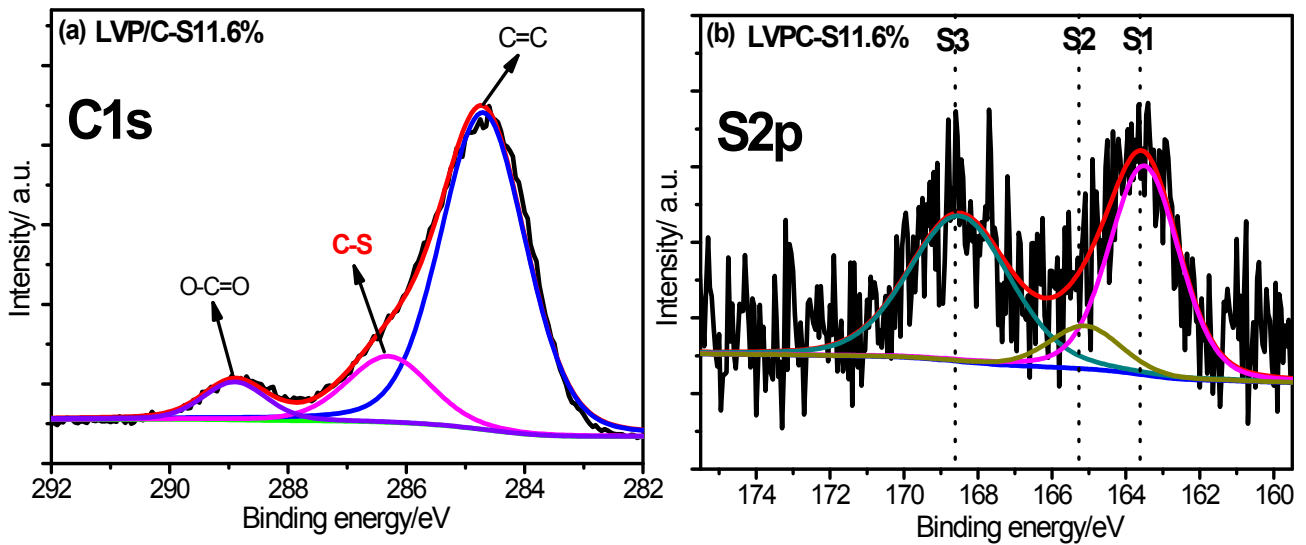 (a) LVP/C-S11.6%
C=C
C1s
C-S
O-C=O
Intensity/ a.u.
292 290 288 286 284 282
Binding energy/eV
(b) LVPC-S11.6% S3 S2 S1
S2p
Intensity/ a.u.
174 172 170 168 166 164 162 160
Binding energy/eV